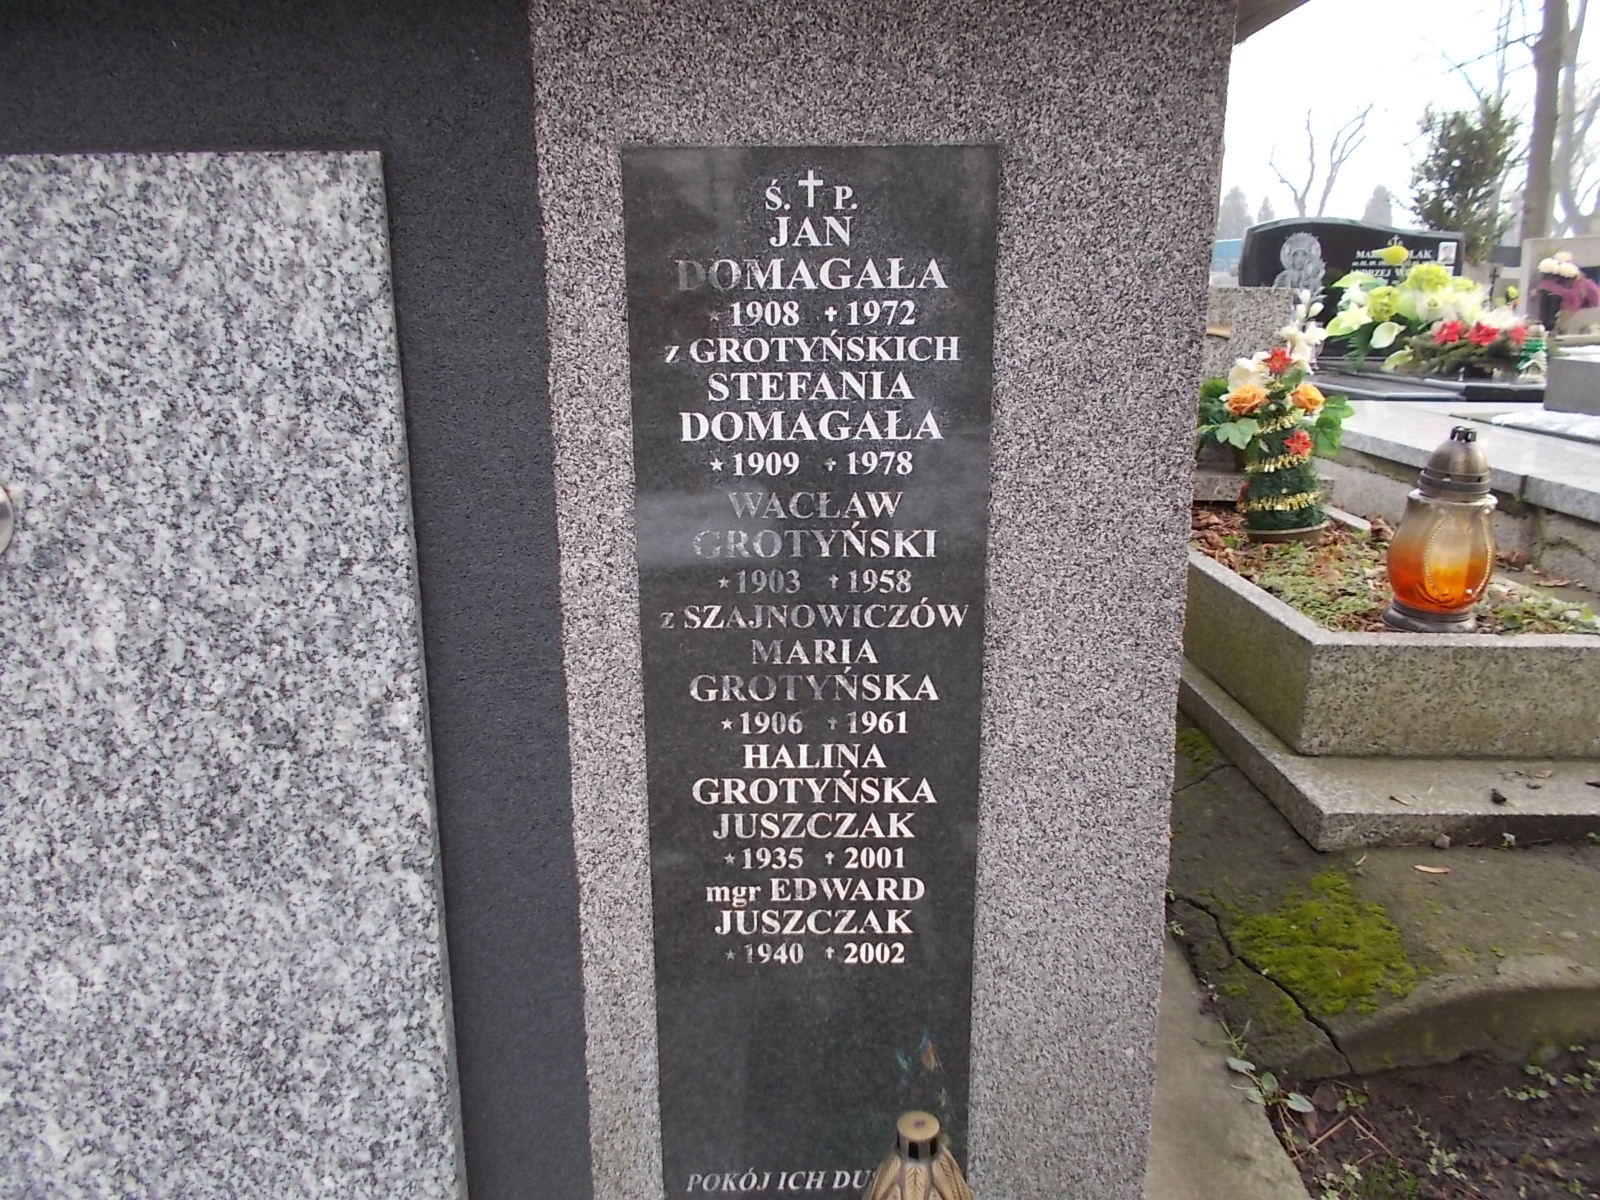 Ś. † P.
JAN
DOMAGAŁA
* 1908 † 1972
z GROTYŃSKICH
STEFANIA
DOMAGAŁA
* 1909 † 1978
WACŁAW
GROTYŃSKI
* 1903 † 1958
z SZAJNOWICZÓW
MARIA
GROTYŃSKA
* 1906 † 1961
HALINA
GROTYŃSKA
JUSZCZAK
* 1935 † 2001
mgr EDWARD
JUSZCZAK
* 1940 † 2002
POKÓJ ICH
ANDRZEJ